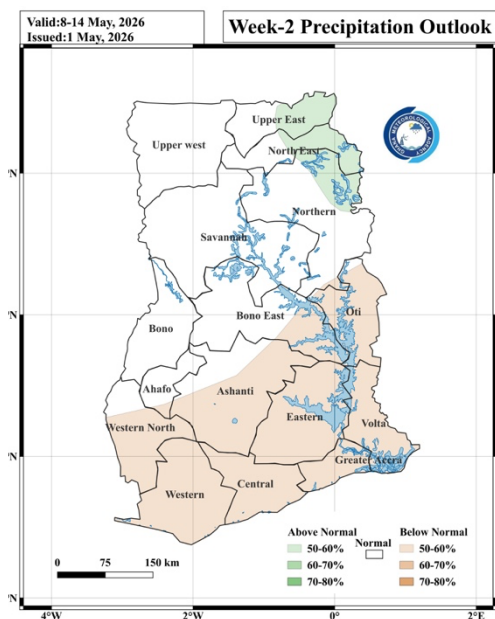 Valid:8-14 May, 2026
Issued:1 May, 2026
Week-2 Precipitation Outlook
Upper East
Upper west
North East
Northern
Savannah
Oti
Bono East
Bono
Ahafo
Ashanti
Western North
Eastern
Volta
Greater Accra
Central
Western
Above Normal
Normal
Below Normal
50-60%
50-60%
60-70%
60-70%
70-80%
70-80%
0 75 150 km
4°W 2°W 0° 2°E